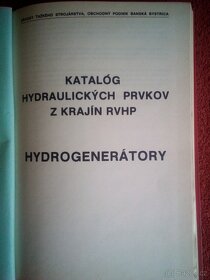 ZÁVODY ŤAŽKÉHO STROJÁRSTVA, OBCHODNÝ PODNIK BANSKÁ BYSTRICA
KATALÓG
HYDRAULICKÝCH PRVKOV
Z KRAJÍN RVHP
HYDROGENERÁTORY